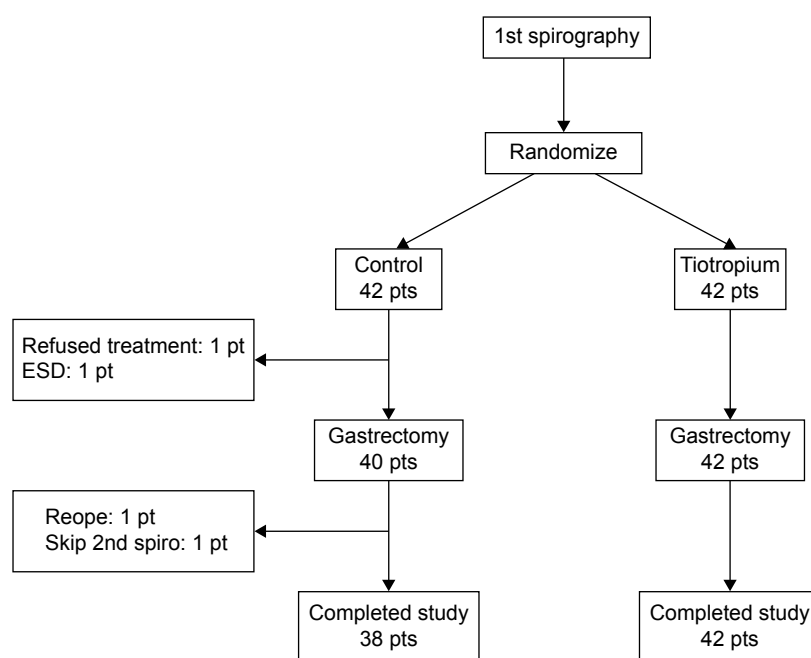 1st spirography
Randomize
Control
42 pts
Tiotropium
42 pts
Refused treatment: 1 pt
ESD: 1 pt
Gastrectomy
40 pts
Gastrectomy
42 pts
Reope: 1 pt
Skip 2nd spiro: 1 pt
Completed study
38 pts
Completed study
42 pts